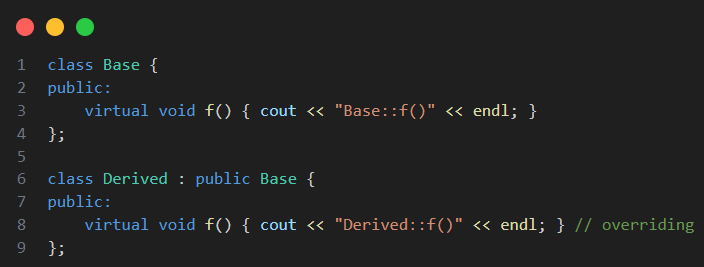 1 class Base {
2 public:
3     virtual void f() { cout << "Base::f()" << endl; }
4 };
5
6 class Derived : public Base {
7 public:
8     virtual void f() { cout << "Derived::f()" << endl; } // overriding
9 };